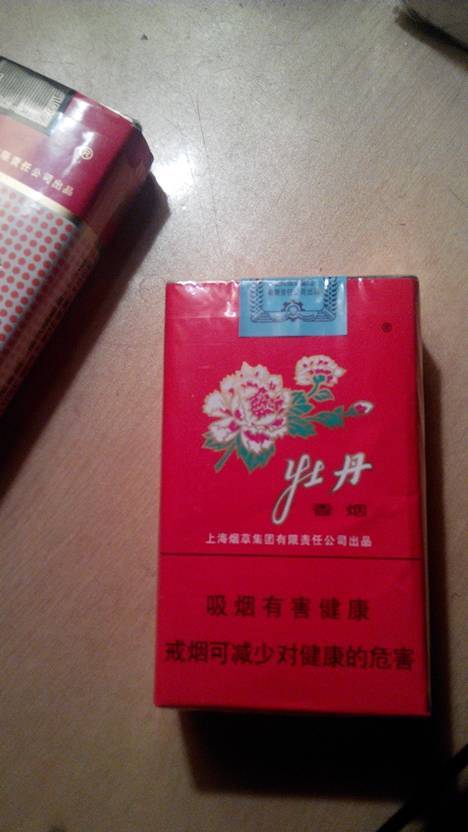 责任公司出品
®
®
牡丹
香烟
上海烟草集团有限责任公司出品
吸烟有害健康
戒烟可减少对健康的危害